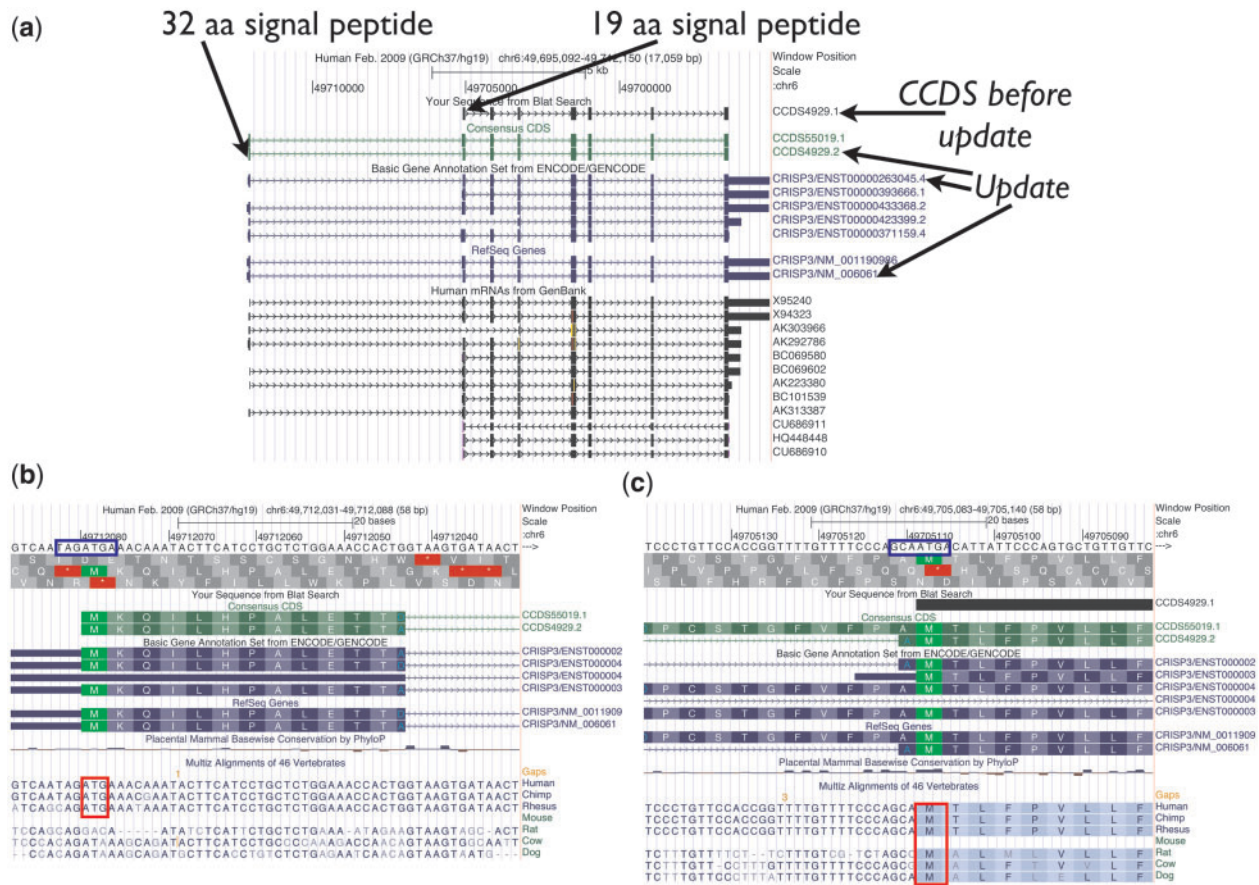 (a)
32 aa signal peptide
19 aa signal peptide
Human Feb. 2009 (GRCh37/hg19) chr6:49,695,092-49,712,150 (17,059 bp)
Window Position
5 kb
Scale
49710000
49705000
49700000
:chr6
Your Sequence from Blat Search
CCDS4929.1
CCDS before update
Consensus CDS
CCDS55019.1
CCDS4929.2
Basic Gene Annotation Set from ENCODE/GENCODE
CRISP3/ENST00000263045.4
Update
CRISP3/ENST00000393666.1
CRISP3/ENST00000433368.2
CRISP3/ENST00000423399.2
CRISP3/ENST00000371159.4
RefSeq Genes
CRISP3/NM_001190986
CRISP3/NM_006061
Human mRNAs from GenBank
X95240
X94323
AK303966
AK292786
BC069580
BC069602
AK223380
BC101539
AK313387
CU686911
HQ448448
CU686910
(b)
Human Feb. 2009 (GRCh37/hg19) chr6:49,712,031-49,712,088 (58 bp)
Window Position
20 bases
Scale
49712080
49712070
49712060
49712050
49712040
:chr6
GTCAATAGATGAAACAAATACTTCATCCTGCTCTGGAAACCACTGGTAAGTGATAACT
--->
Your Sequence from Blat Search
Consensus CDS
M K Q I L H P A L E T T
CCDS55019.1
M K Q I L H P A L E T T
CCDS4929.2
Basic Gene Annotation Set from ENCODE/GENCODE
M K Q I L H P A L E T T
CRISP3/ENST000002
M K Q I L H P A L E T T
CRISP3/ENST000004
CRISP3/ENST000004
M K Q I L H P A L E T T
CRISP3/ENST000003
RefSeq Genes
M K Q I L H P A L E T T
CRISP3/NM_0011909
M K Q I L H P A L E T T
CRISP3/NM_006061
Placental Mammal Basewise Conservation by PhyloP
Multiz Alignments of 46 Vertebrates
1
Gaps
GTCAATAGATGAAACAAATACTTCATCCTGCTCTGGAAACCACTGGTAAGTGATAACT
Human
GTCAATAGATGAAACGAATACTTCATCCTGCTCTGGAAACCACTGGTAAGTGATAACT
Chimp
ATCAGCAGATGAAATAAATACTTCATCCTGCTCTGGAAACCACTGGTAAGTGATAACT
Rhesus
Mouse
Rat
Cow
Dog
(c)
Human Feb. 2009 (GRCh37/hg19) chr6:49,705,083-49,705,140 (58 bp)
Window Position
20 bases
Scale
49705130
49705120
49705110
49705100
49705090
:chr6
TCCCTGTTCCACCGGTTTTGTTTTCCCAGCAATGACATTATTCCCAGTGCTGTTGTTC
--->
Your Sequence from Blat Search
CCDS4929.1
Consensus CDS
P C S T G F V F P A M T L F P V L L F
CCDS55019.1
A M T L F P V L L F
CCDS4929.2
Basic Gene Annotation Set from ENCODE/GENCODE
A M T L F P V L L F
CRISP3/ENST000002
M T L F P V L L F
CRISP3/ENST000003
P C S T G F V F P A M T L F P V L L F
CRISP3/ENST000004
CRISP3/ENST000004
P C S T G F V F P A M T L F P V L L F
CRISP3/ENST000003
RefSeq Genes
P C S T G F V F P A M T L F P V L L F
CRISP3/NM_0011909
A M T L F P V L L F
CRISP3/NM_006061
Placental Mammal Basewise Conservation by PhyloP
Multiz Alignments of 46 Vertebrates
3
Gaps
TCCCTGTTCCACCGGTTTTGTTTTCCCAGCA M T L F P V L L F
Human
TCCCTGTTCCACCGGTTTTGTTTTCCCAGCA M T L F P V L L F
Chimp
TCCCTGTTCCACCGGTTTTGTTTTCCCAGCA M T L F P V L L F
Rhesus
Mouse
M A L M L V L L F
Rat
M A L F T V L L F
Cow
M A L F L E L L F
Dog